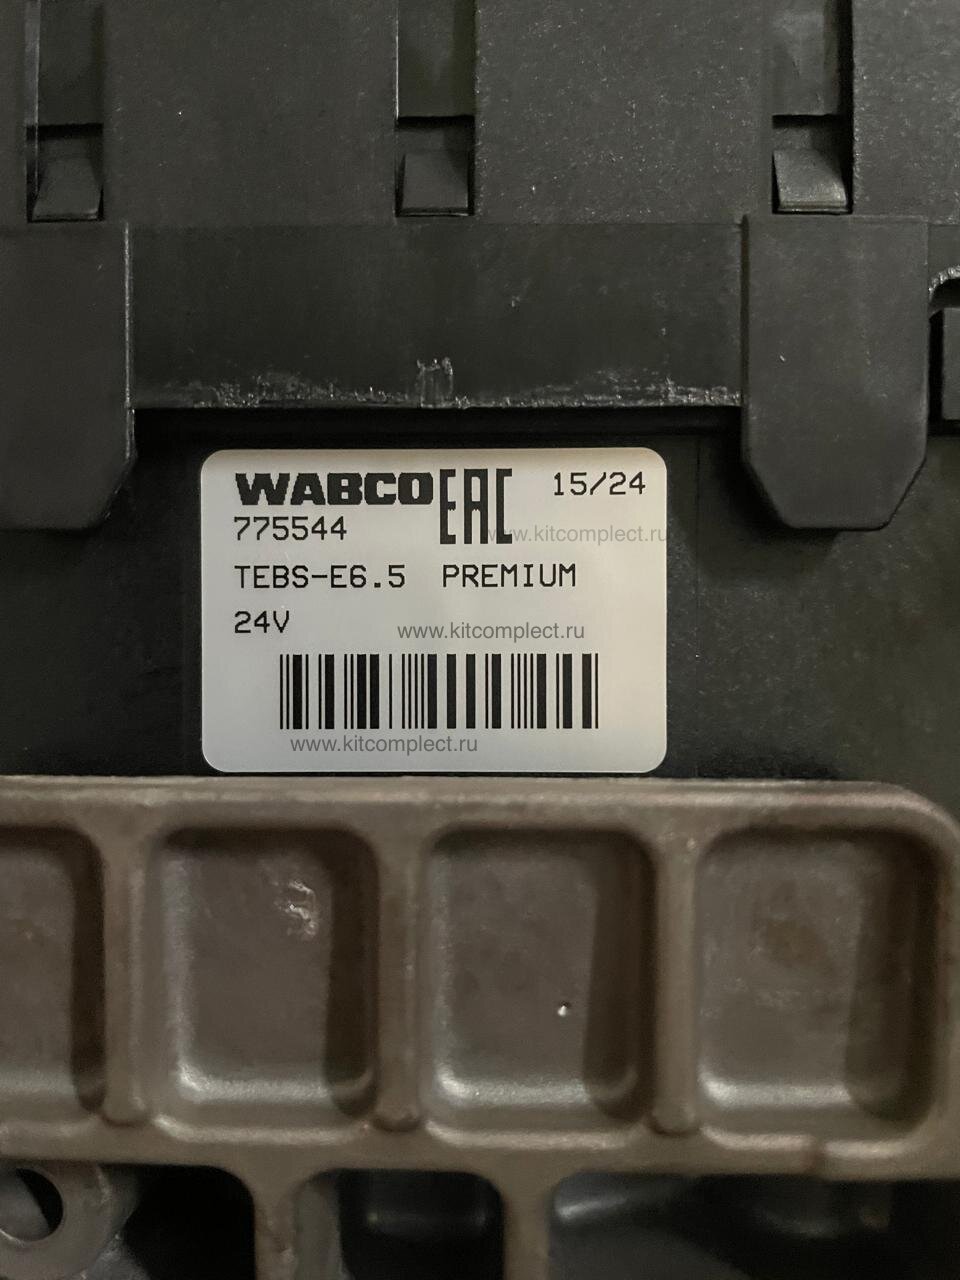 WABCO EAC 15/24
775544
www.kitcomplect.ru
TEBS-E6.5 PREMIUM
24V
www.kitcomplect.ru
www.kitcomplect.ru